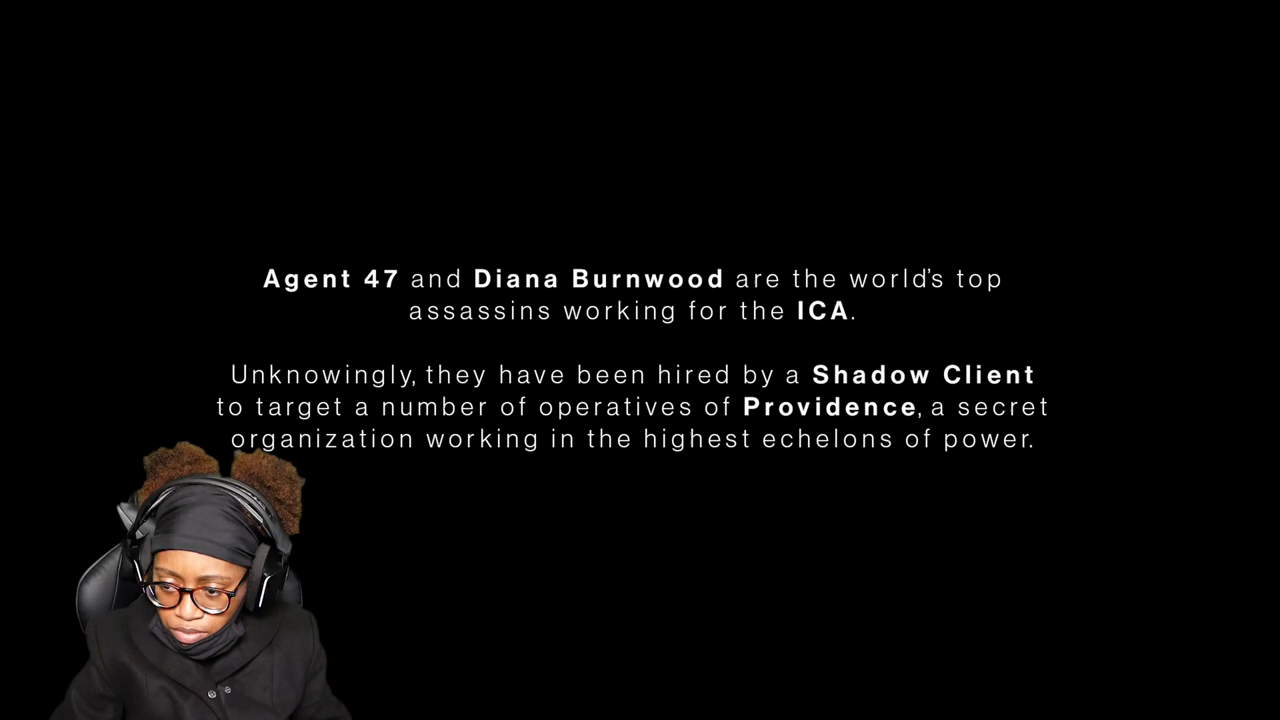 Agent 47 and Diana Burnwood are the world's top
assassins working for the ICA.
Unknowingly, they have been hired by a Shadow Client
to target a number of operatives of Providence, a secret
organization working in the highest echelons of power.